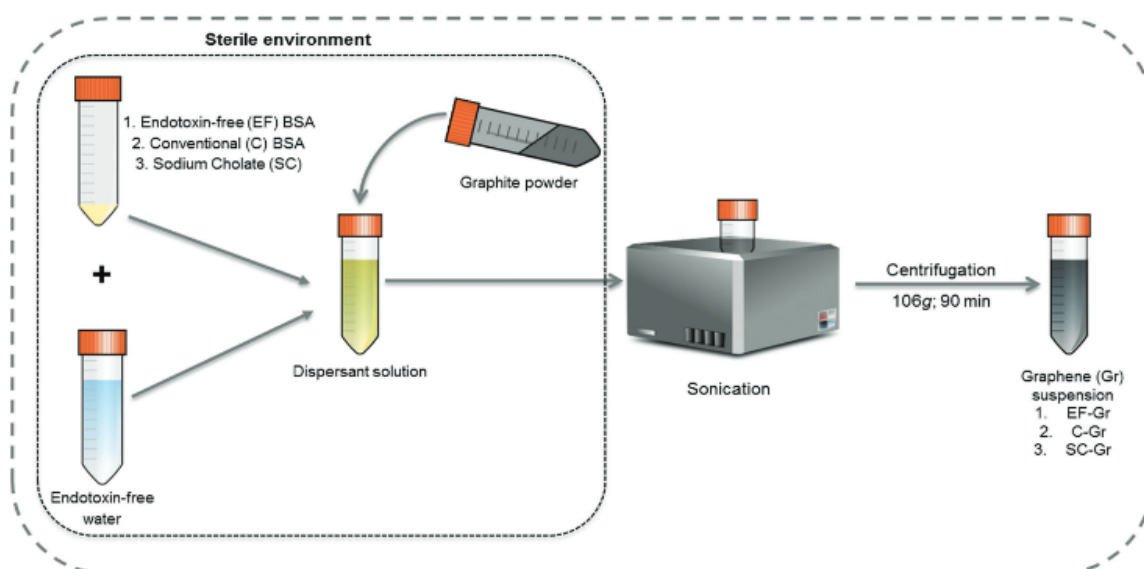 Sterile environment
1. Endotoxin-free (EF) BSA
2. Conventional (C) BSA
3. Sodium Cholate (SC)
Graphite powder
+
Dispersant solution
Endotoxin-free
water
Sonication
Centrifugation
106g; 90 min
Graphene (Gr)
suspension
1. EF-Gr
2. C-Gr
3. SC-Gr